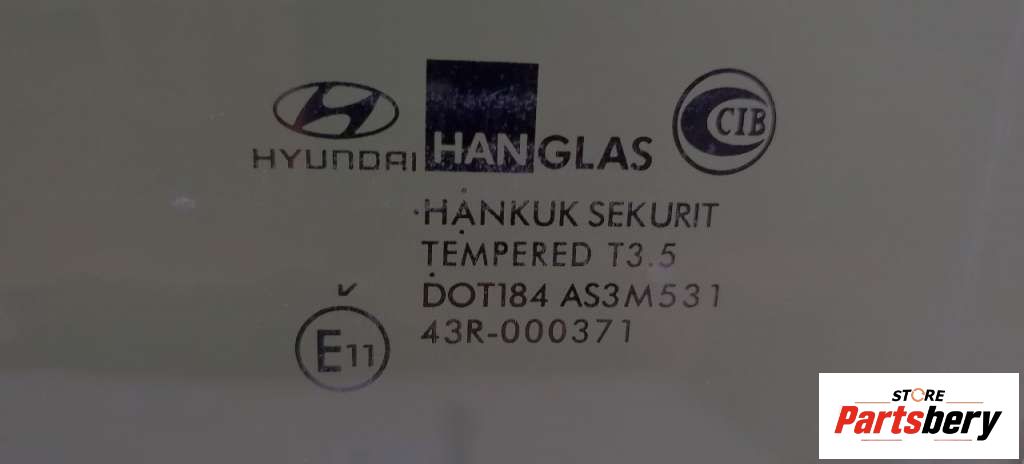 HYUNDAI HANGLAS CIB
HANKUK SEKURIT
TEMPERED T3.5
DOT184 AS3M531
43R-000371
E11
STORE
Partsbery